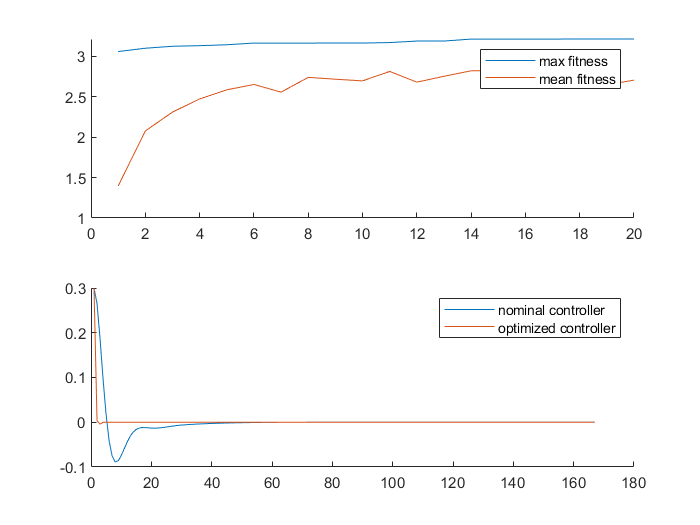 3
2.5
2
1.5
1
0 2 4 6 8 10 12 14 16 18 20
max fitness
mean fitness
0.3
0.2
0.1
0
-0.1
0 20 40 60 80 100 120 140 160 180
nominal controller
optimized controller